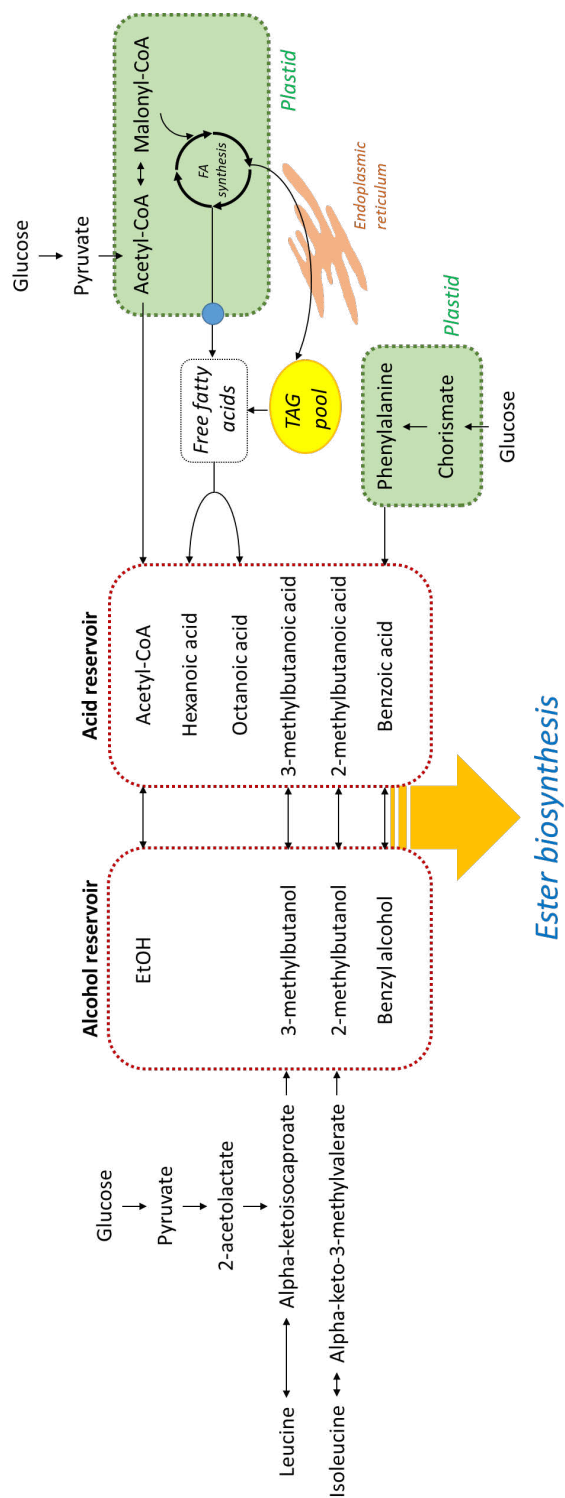 Glucose
Pyruvate
2-acetolactate
Leucine
Alpha-ketoisocaproate
Isoleucine
Alpha-keto-3-methylvalerate
Alcohol reservoir
EtOH
3-methylbutanol
2-methylbutanol
Benzyl alcohol
Acid reservoir
Acetyl-CoA
Hexanoic acid
Octanoic acid
3-methylbutanoic acid
2-methylbutanoic acid
Benzoic acid
Ester biosynthesis
Glucose
Pyruvate
Acetyl-CoA
Malonyl-CoA
FA
synthesis
Plastid
Free fatty
acids
TAG
pool
Endoplasmic
reticulum
Phenylalanine
Chorismate
Glucose
Plastid